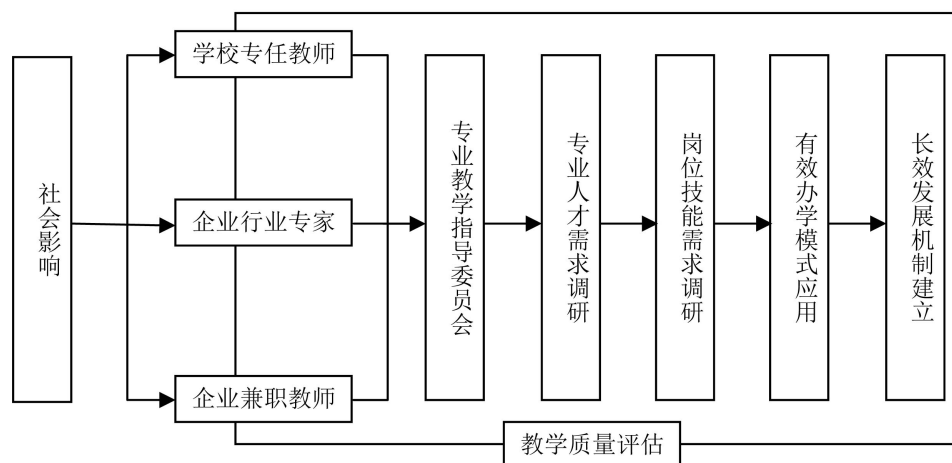 社会影响
学校专任教师
企业行业专家
企业兼职教师
专业教学指导委员会
专业人才需求调研
岗位技能需求调研
有效办学模式应用
长效发展机制建立
教学质量评估